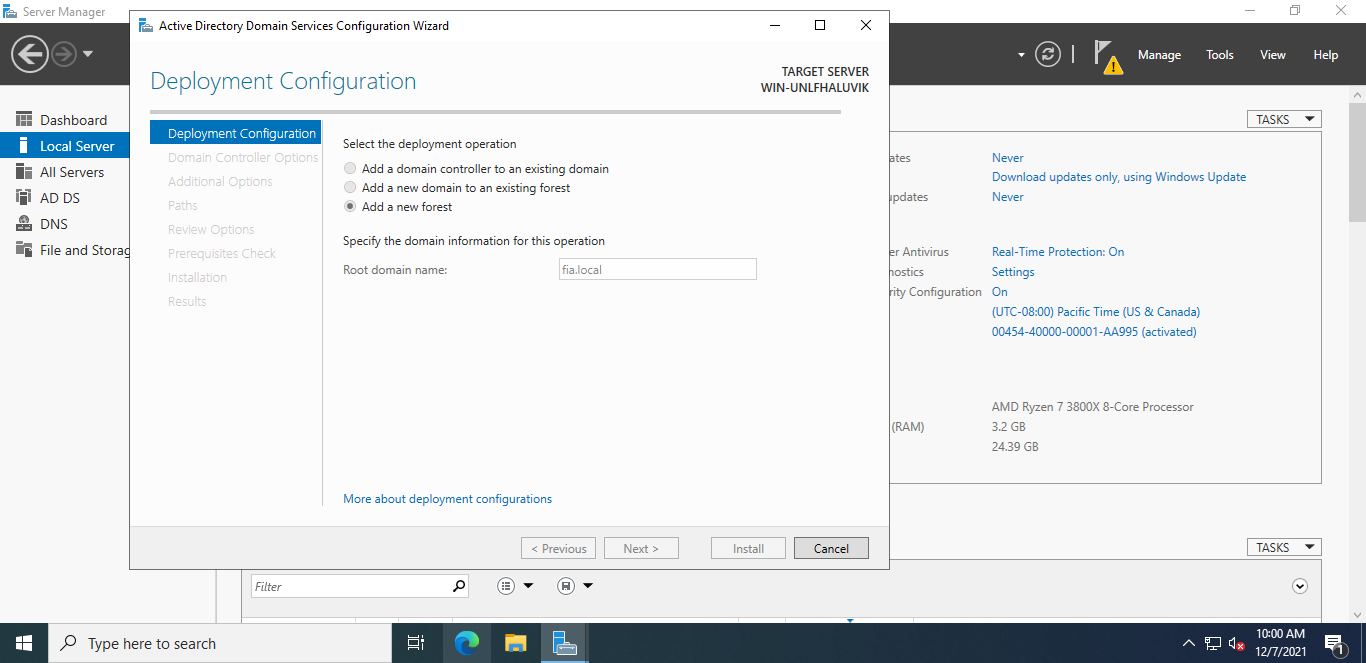 Server Manager
Active Directory Domain Services Configuration Wizard
Manage
Tools
View
Help
Deployment Configuration
TARGET SERVER
WIN-UNLFHALUVIK
Dashboard
Local Server
All Servers
AD DS
DNS
File and Storag
Deployment Configuration
Domain Controller Options
Additional Options
Paths
Review Options
Prerequisites Check
Installation
Results
Select the deployment operation
Add a domain controller to an existing domain
Add a new domain to an existing forest
Add a new forest
Specify the domain information for this operation
Root domain name:
fia.local
More about deployment configurations
< Previous
Next >
Install
Cancel
TASKS
ates
Never
Download updates only, using Windows Update
updates
Never
er Antivirus
Real-Time Protection: On
nostics
Settings
rity Configuration
On
(UTC-08:00) Pacific Time (US & Canada)
00454-40000-00001-AA995 (activated)
AMD Ryzen 7 3800X 8-Core Processor
(RAM)
3.2 GB
24.39 GB
TASKS
Filter
Type here to search
10:00 AM
12/7/2021
1